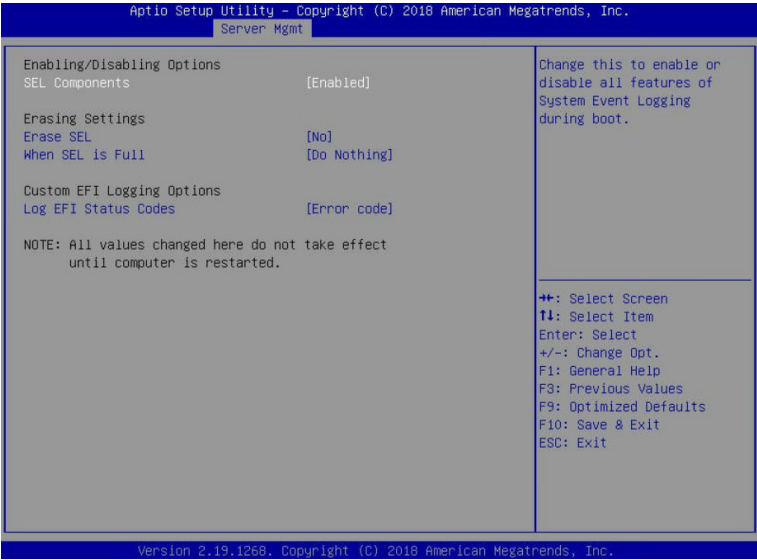 Aptio Setup Utility – Copyright (C) 2018 American Megatrends, Inc.
Server Mgmt
Enabling/Disabling Options
SEL Components [Enabled]
Erasing Settings
Erase SEL [No]
When SEL is Full [Do Nothing]
Custom EFI Logging Options
Log EFI Status Codes [Error code]
NOTE: All values changed here do not take effect
until computer is restarted.
Change this to enable or
disable all features of
System Event Logging
during boot.
→←: Select Screen
↑↓: Select Item
Enter: Select
+/-: Change Opt.
F1: General Help
F3: Previous Values
F9: Optimized Defaults
F10: Save & Exit
ESC: Exit
Version 2.19.1268. Copyright (C) 2018 American Megatrends, Inc.